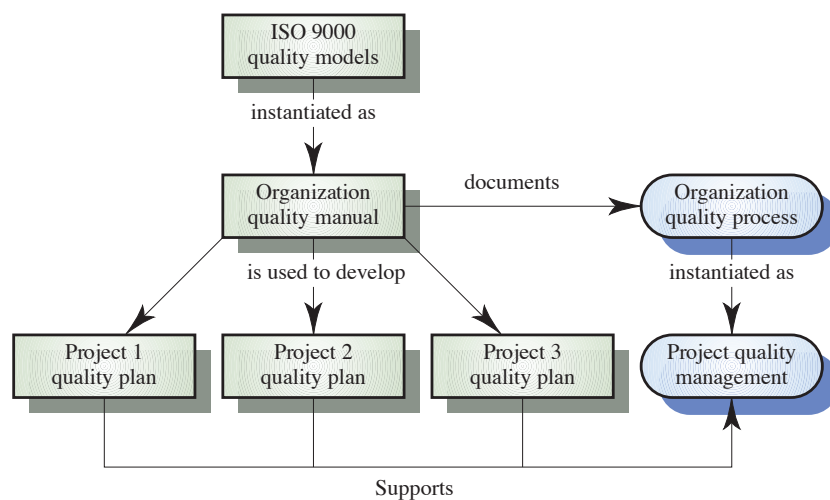 ISO 9000
quality models
instantiated as
Organization
quality manual
documents
Organization
quality process
is used to develop
instantiated as
Project 1
quality plan
Project 2
quality plan
Project 3
quality plan
Project quality
management
Supports